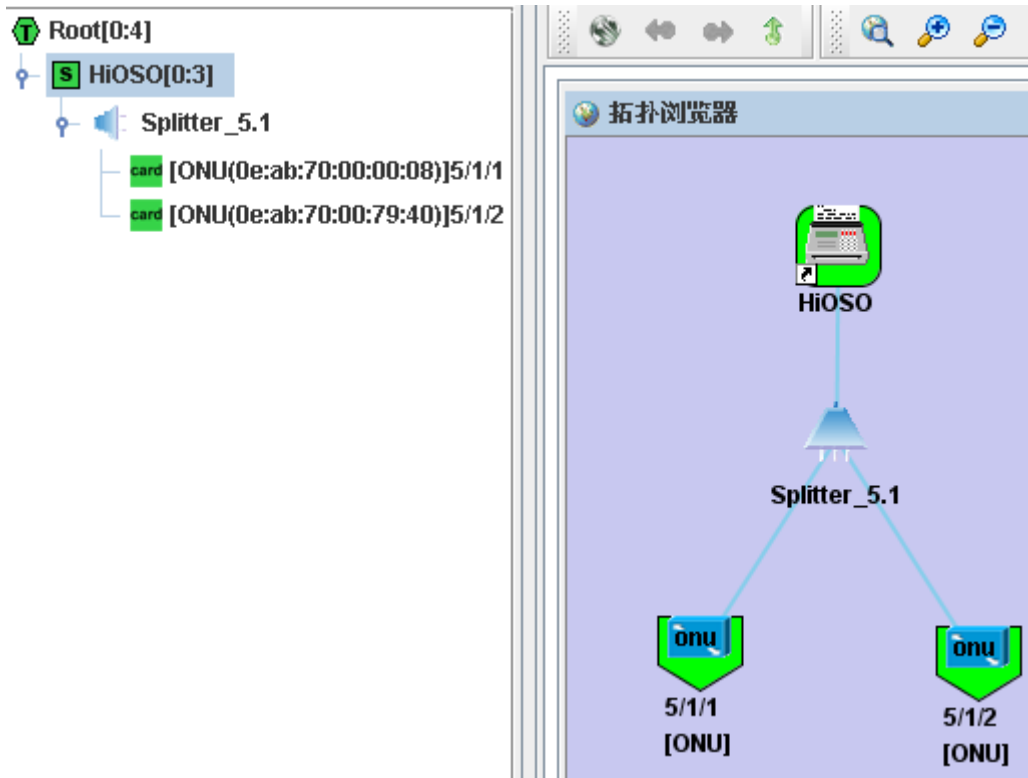 Root[0:4]
S HiOSO[0:3]
Splitter_5.1
card [ONU(0e:ab:70:00:00:08)]5/1/1
card [ONU(0e:ab:70:00:79:40)]5/1/2
拓扑浏览器
HiOSO
Splitter_5.1
onu
5/1/1
[ONU]
onu
5/1/2
[ONU]